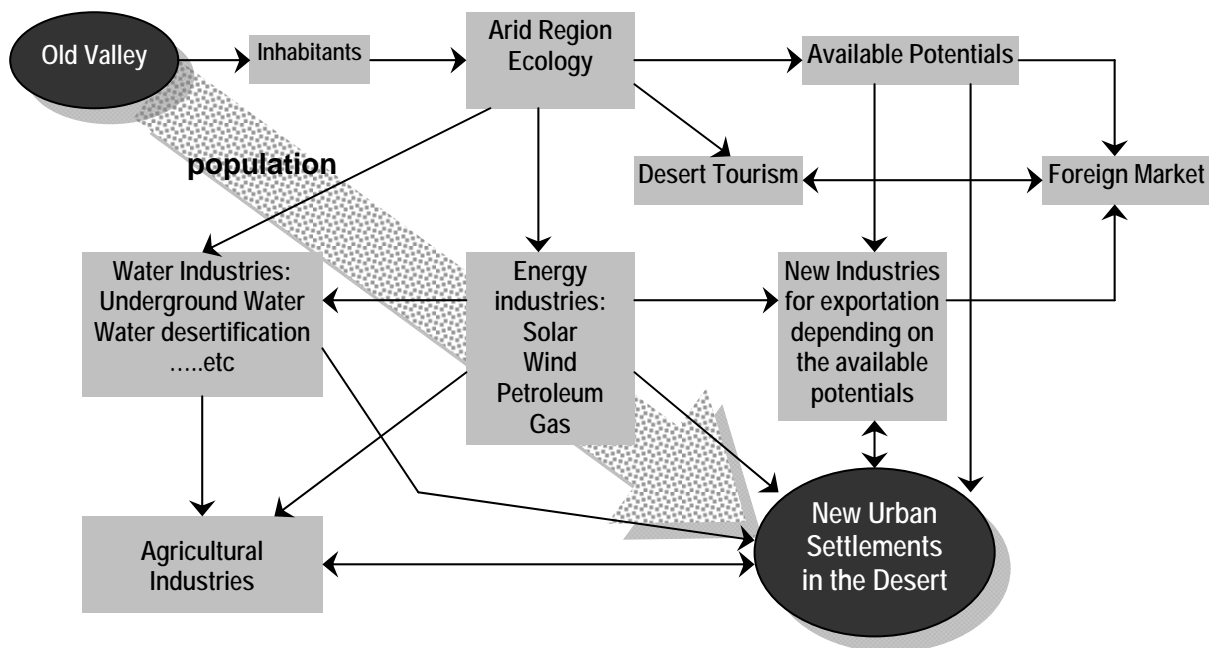 Old Valley
Inhabitants
Arid Region
Ecology
Available Potentials
population
Desert Tourism
Foreign Market
Water Industries:
Underground Water
Water desertification
.....etc
Energy
industries:
Solar
Wind
Petroleum
Gas
New Industries
for exportation
depending on
the available
potentials
Agricultural
Industries
New Urban
Settlements
in the Desert